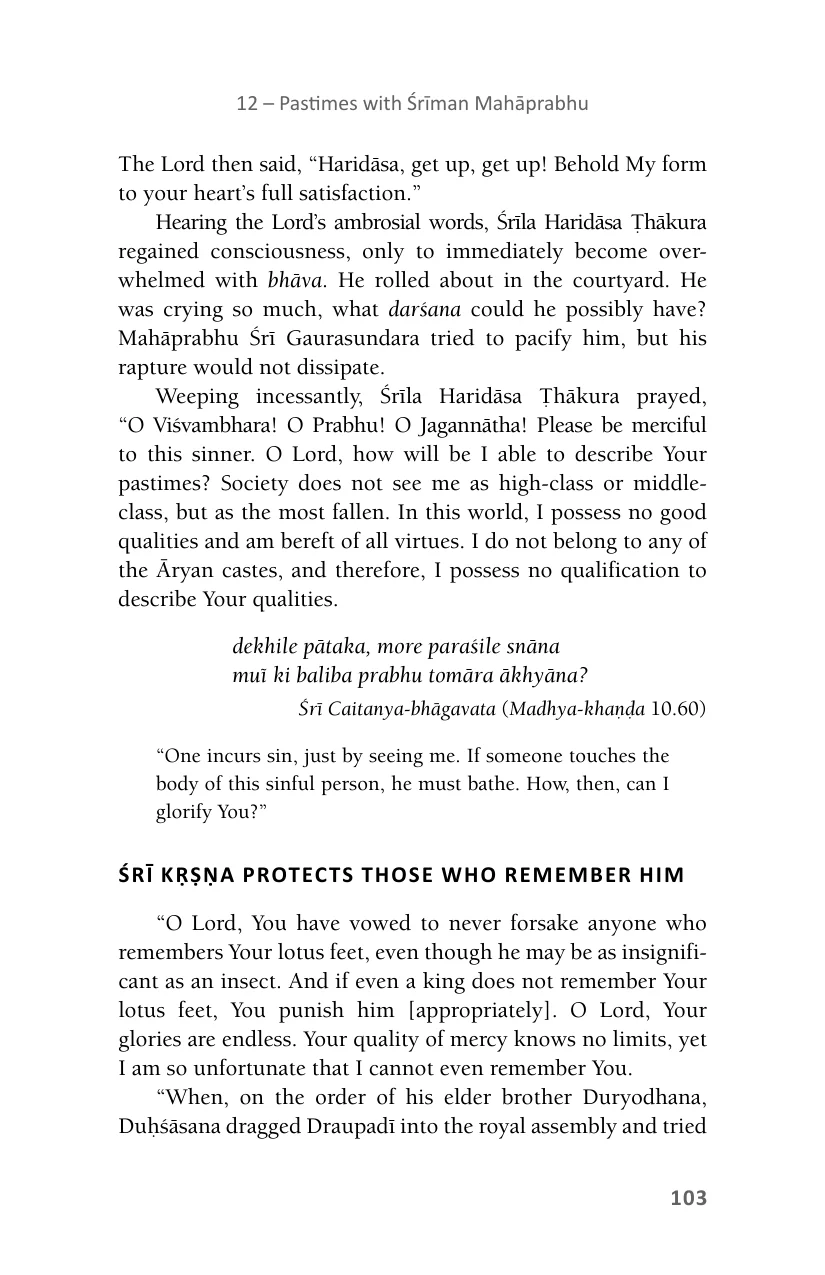 12 – Pastimes with Śrīman Mahāprabhu
The Lord then said, “Haridāsa, get up, get up! Behold My form
to your heart’s full satisfaction.”
Hearing the Lord’s ambrosial words, Śrīla Haridāsa Ṭhākura
regained consciousness, only to immediately become over-
whelmed with bhāva. He rolled about in the courtyard. He
was crying so much, what darśana could he possibly have?
Mahāprabhu Śrī Gaurasundara tried to pacify him, but his
rapture would not dissipate.
Weeping incessantly, Śrīla Haridāsa Ṭhākura prayed,
“O Viśvambhara! O Prabhu! O Jagannātha! Please be merciful
to this sinner. O Lord, how will be I able to describe Your
pastimes? Society does not see me as high-class or middle-
class, but as the most fallen. In this world, I possess no good
qualities and am bereft of all virtues. I do not belong to any of
the Āryan castes, and therefore, I possess no qualification to
describe Your qualities.
dekhile pātaka, more paraśile snāna
muĩ ki baliba prabhu tomāra ākhyāna?
Śrī Caitanya-bhāgavata (Madhya-khaṇḍa 10.60)
“One incurs sin, just by seeing me. If someone touches the
body of this sinful person, he must bathe. How, then, can I
glorify You?”
ŚRĪ KṚṢṆA PROTECTS THOSE WHO REMEMBER HIM
“O Lord, You have vowed to never forsake anyone who
remembers Your lotus feet, even though he may be as insignifi-
cant as an insect. And if even a king does not remember Your
lotus feet, You punish him [appropriately]. O Lord, Your
glories are endless. Your quality of mercy knows no limits, yet
I am so unfortunate that I cannot even remember You.
“When, on the order of his elder brother Duryodhana,
Duḥśāsana dragged Draupadī into the royal assembly and tried
103